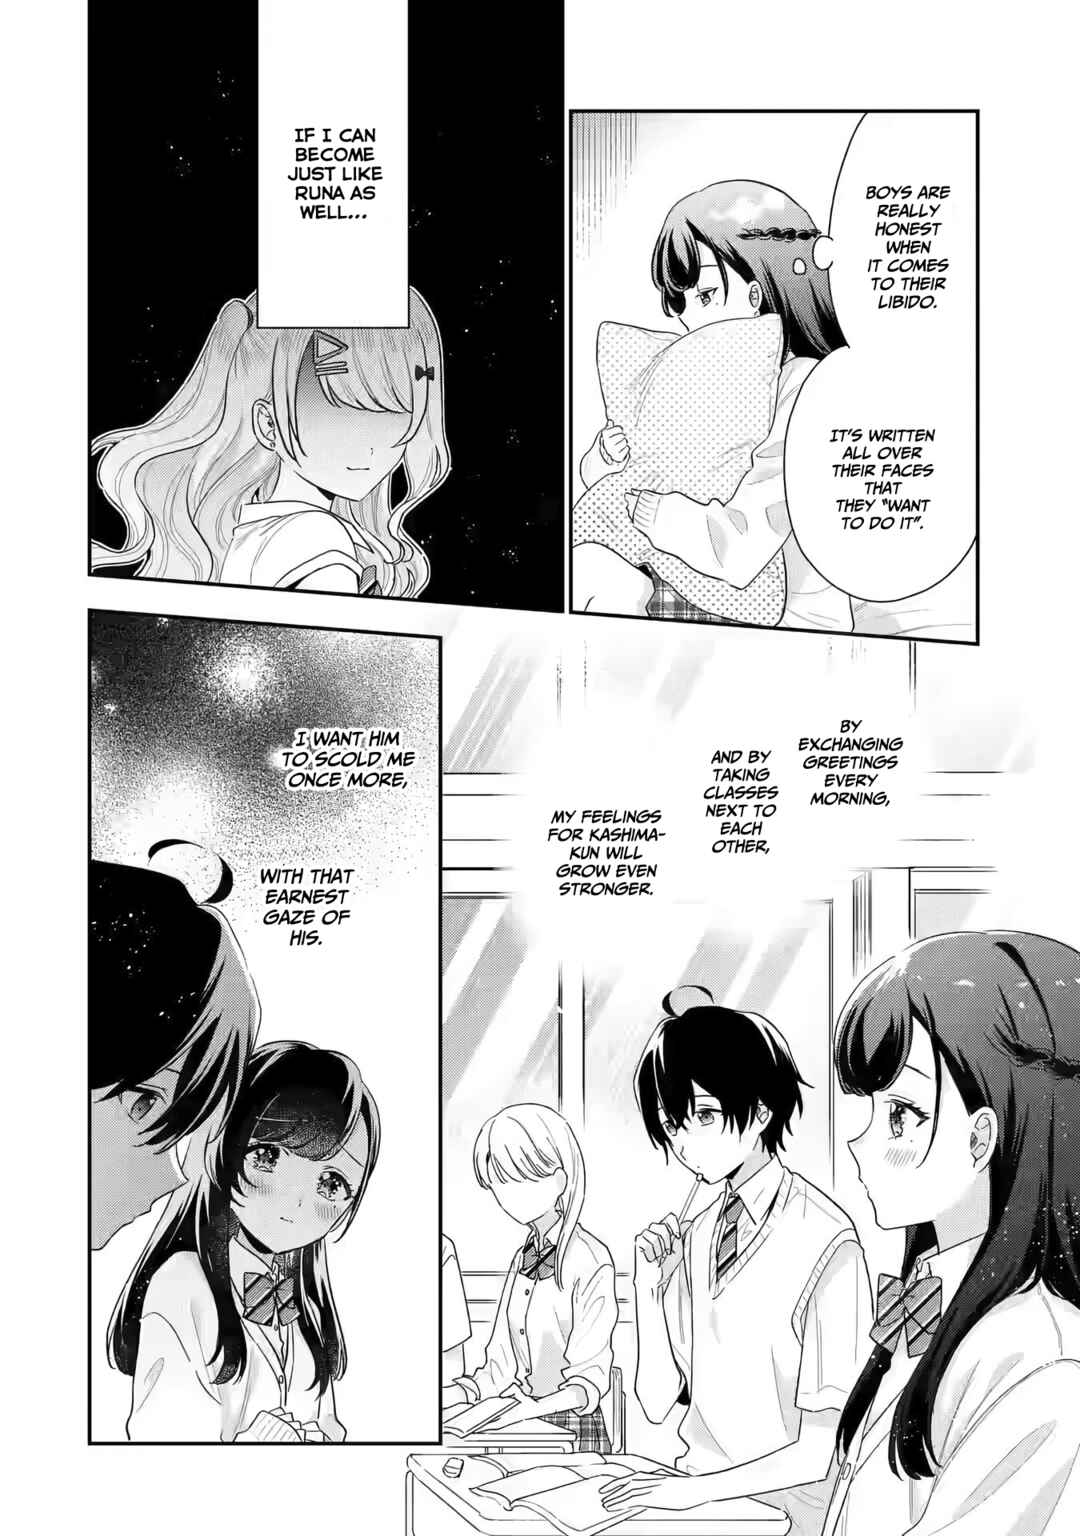 BOYS ARE
REALLY
HONEST
WHEN
IT COMES
TO THEIR
LIBIDO.
IT'S WRITTEN
ALL OVER
THEIR FACES
THAT
THEY "WANT
TO DO IT".
IF I CAN
BECOME
JUST LIKE
RUNA AS
WELL...
BY
EXCHANGING
GREETINGS
EVERY
MORNING,
AND BY
TAKING
CLASSES
NEXT TO
EACH
OTHER,
MY FEELINGS
FOR KASHIMA-
KUN WILL
GROW EVEN
STRONGER.
I WANT HIM
TO SCOLD ME
ONCE MORE,
WITH THAT
EARNEST
GAZE OF
HIS.